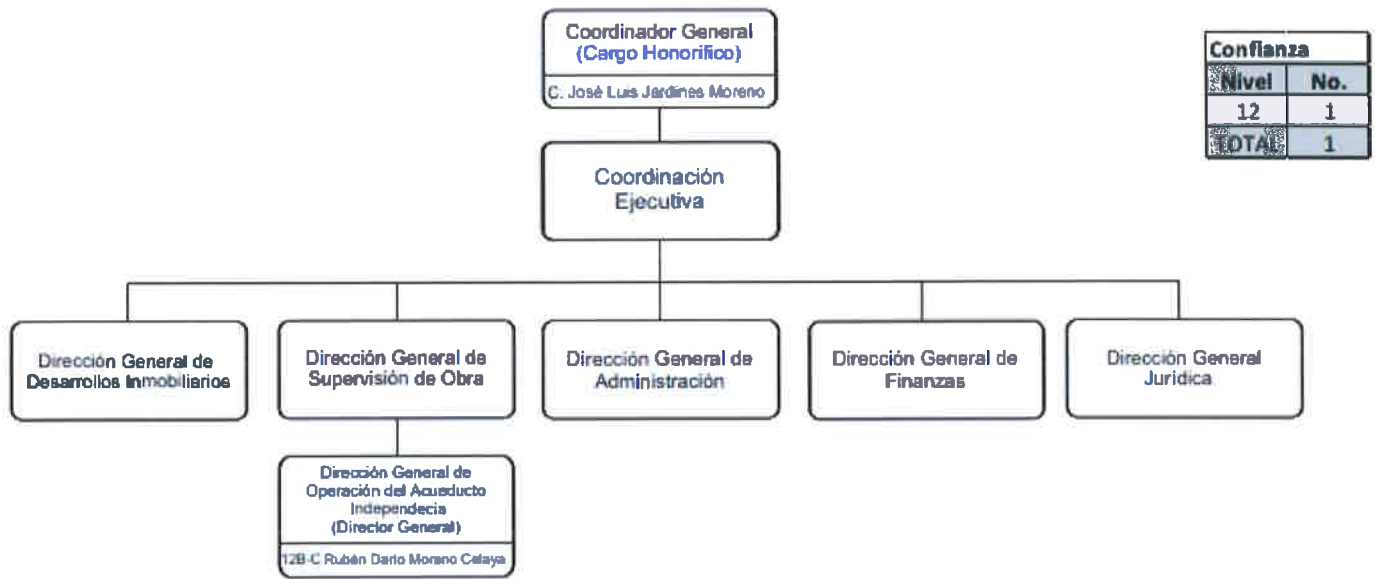 Coordinador General
(Cargo Honorífico)
C. José Luis Jardines Moreno
Confianza
Nivel No.
12 1
TOTAL 1
Coordinación
Ejecutiva
Dirección General de
Desarrollos Inmobiliarios
Dirección General de
Supervisión de Obra
Dirección General de
Administración
Dirección General de
Finanzas
Dirección General
Jurídica
Dirección General de
Operación del Acueducto
Independecia
(Director General)
12B-C Rubén Darío Moreno Celaya